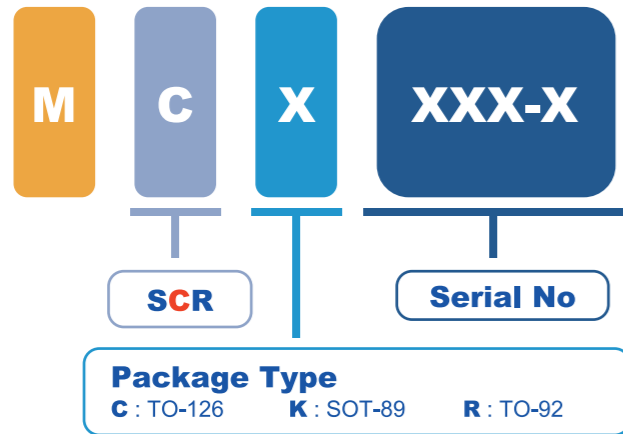 M C X XXX-X
SCR
Serial No
Package Type
C : TO-126 K : SOT-89 R : TO-92